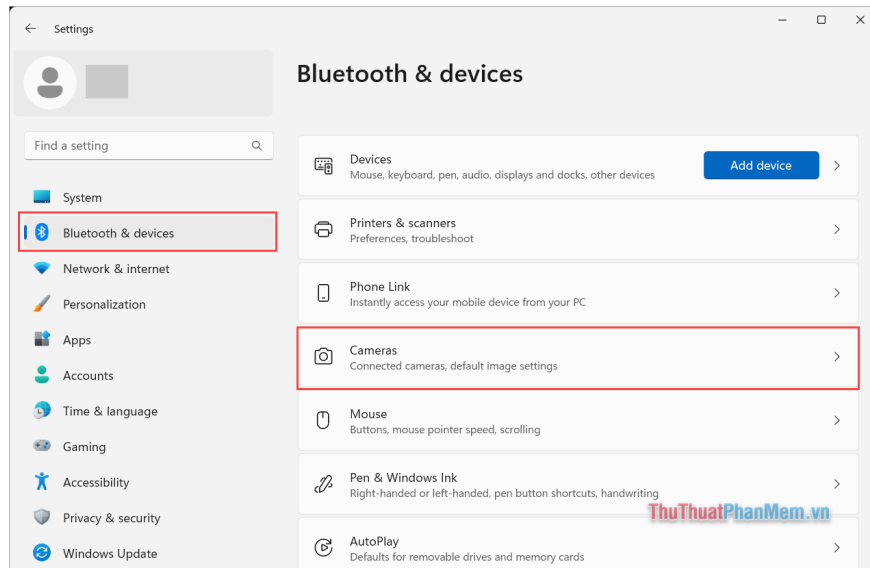 Settings
Find a setting
System
Bluetooth & devices
Network & internet
Personalization
Apps
Accounts
Time & language
Gaming
Accessibility
Privacy & security
Windows Update
Bluetooth & devices
Devices
Mouse, keyboard, pen, audio, displays and docks, other devices
Add device
Printers & scanners
Preferences, troubleshoot
Phone Link
Instantly access your mobile device from your PC
Cameras
Connected cameras, default image settings
Mouse
Buttons, mouse pointer speed, scrolling
Pen & Windows Ink
Right-handed or left-handed, pen button shortcuts, handwriting
ThuThuatPhanMem.vn
AutoPlay
Defaults for removable drives and memory cards